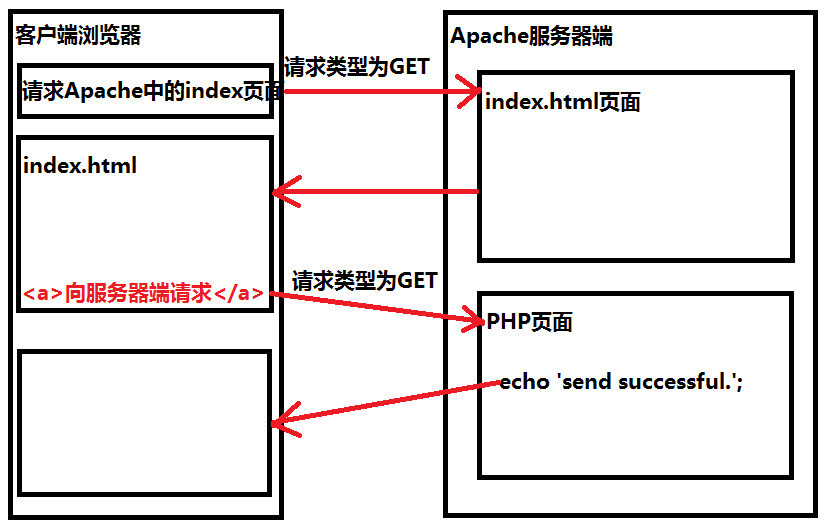 客户端浏览器
Apache服务器端
请求类型为GET
请求Apache中的index页面
index.html页面
index.html
<a>向服务器端请求</a>
请求类型为GET
PHP页面
echo 'send successful.';